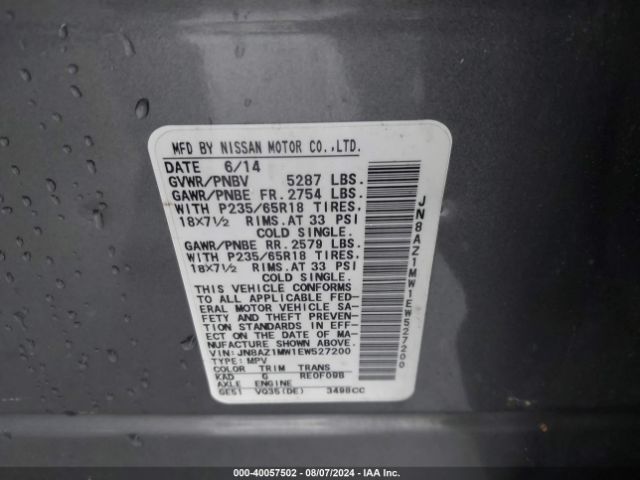 MFD BY NISSAN MOTOR CO.,LTD.
DATE 6/14
GVWR/PNBV 5287 LBS.
GAWR/PNBE FR. 2754 LBS.
WITH P235/65R18 TIRES.
18X7½ RIMS.AT 33 PSI
COLD SINGLE.
GAWR/PNBE RR. 2579 LBS.
WITH P235/65R18 TIRES.
18X7½ RIMS.AT 33 PSI
COLD SINGLE.
THIS VEHICLE CONFORMS
TO ALL APPLICABLE FED-
ERAL MOTOR VEHICLE SA-
FETY AND THEFT PREVEN-
TION STANDARDS IN EFF-
ECT ON THE DATE OF MA-
NUFACTURE SHOWN ABOVE.
VIN:JN8AZ1MW1EW527200
TYPE:MPV
COLOR TRIM TRANS
KAD G RE0F09B
AXLE ENGINE
GE51 VQ35(DE) 3498CC
JN8AZ1MW1EW527200
000-40057502 - 08/07/2024 - IAA Inc.